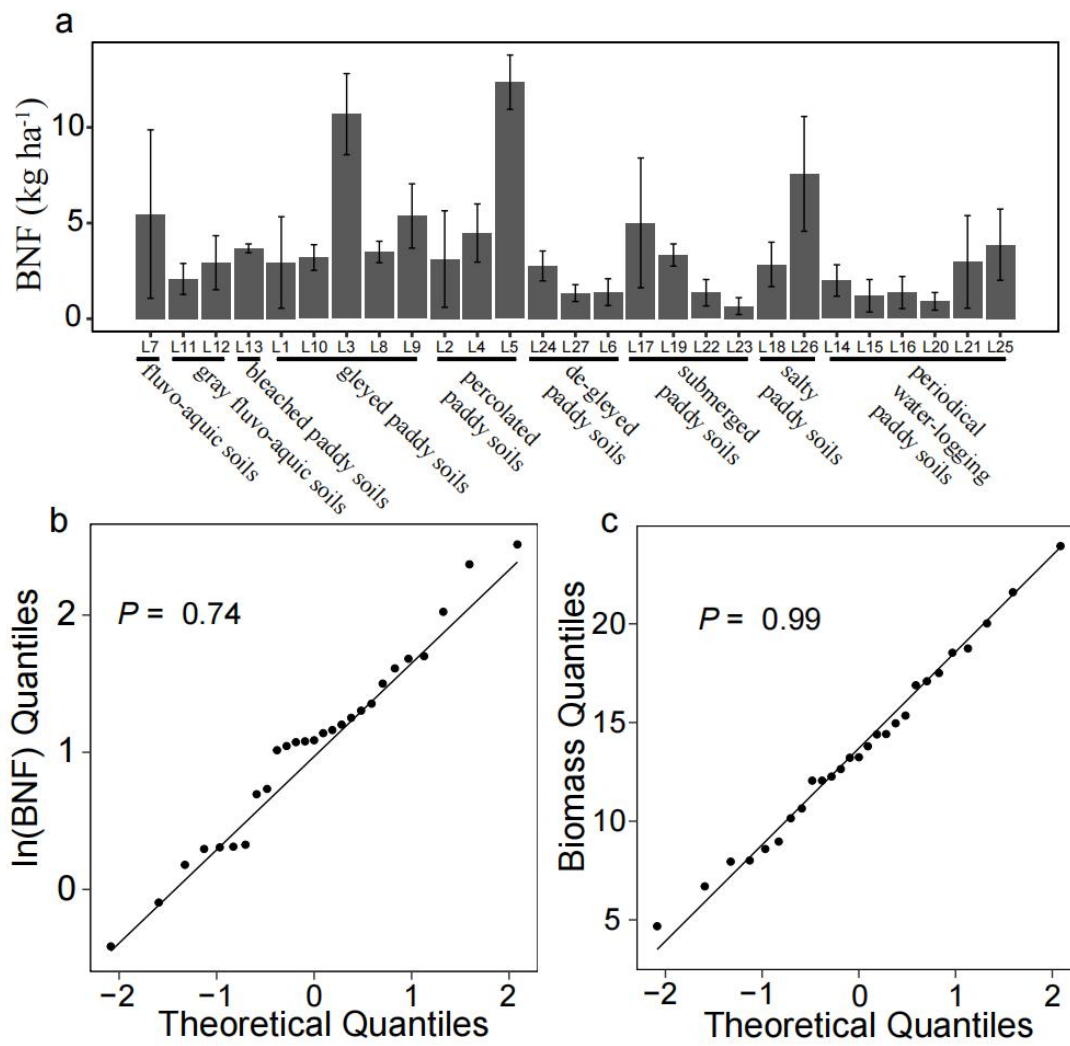 a
BNF (kg ha⁻¹)
10
5
0
L7 L11 L12 L13 L1 L10 L3 L8 L9 L2 L4 L5 L24 L27 L6 L17 L19 L22 L23 L18 L26 L14 L15 L16 L20 L21 L25
fluvo-aquic soils
gray fluvo-aquic soils
bleached paddy soils
gleyed paddy soils
percolated
paddy soils
de-gleyed
paddy soils
submerged
paddy soils
salty
paddy soils
periodical
water-logging
paddy soils
b
P = 0.74
ln(BNF) Quantiles
2
1
0
−2 −1 0 1 2
Theoretical Quantiles
c
P = 0.99
Biomass Quantiles
20
15
10
5
−2 −1 0 1 2
Theoretical Quantiles